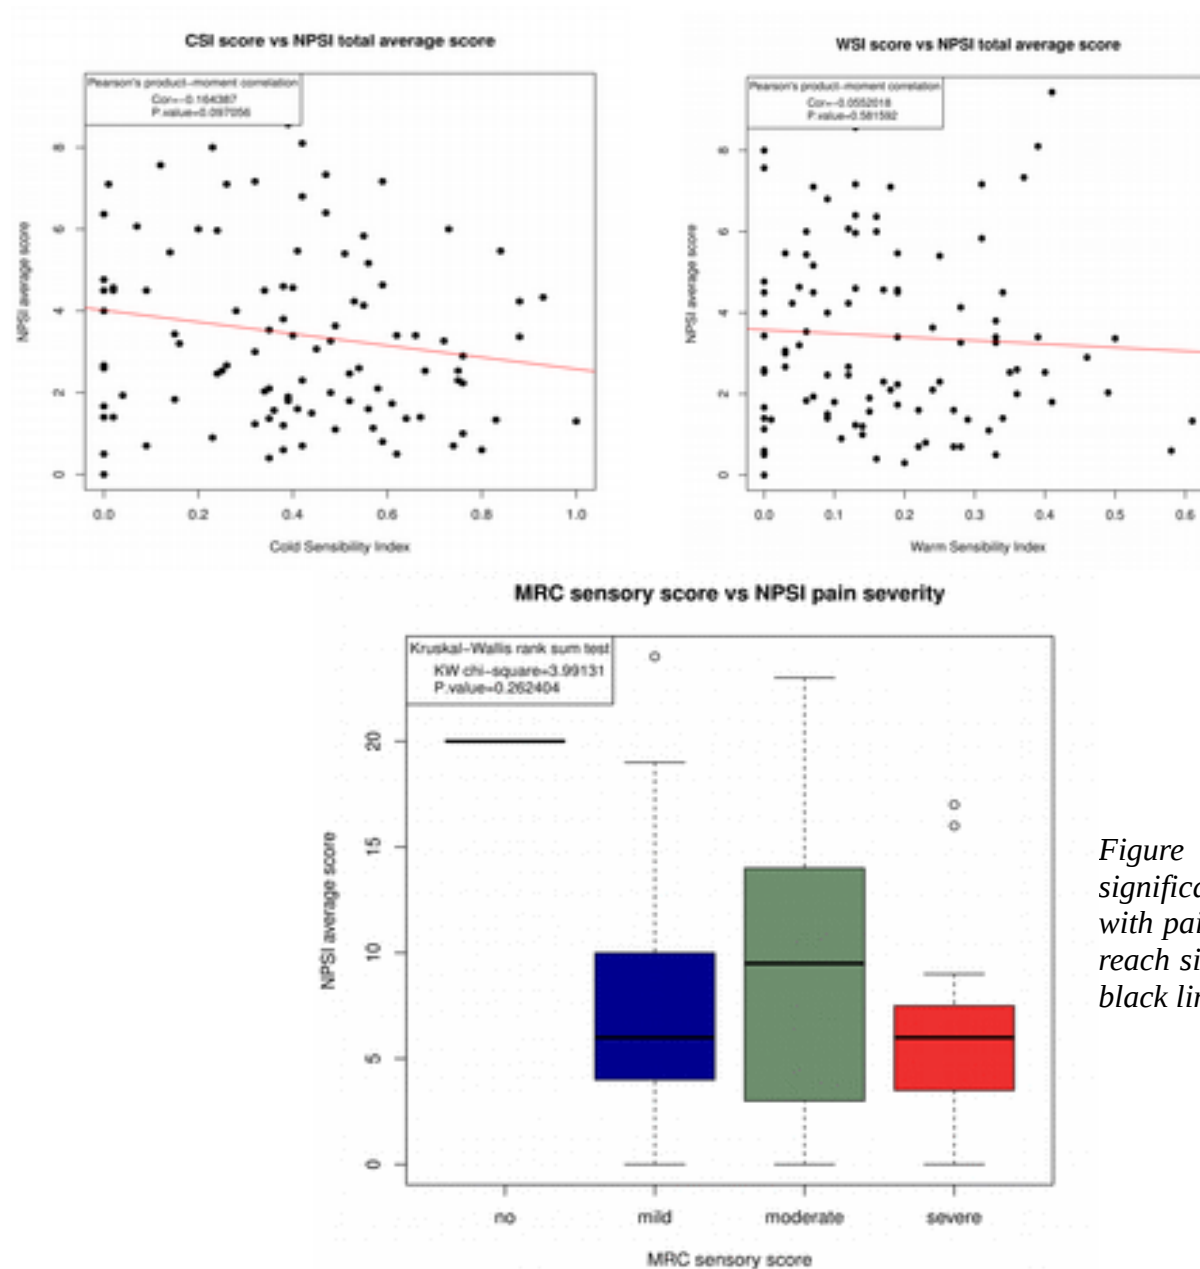 CSI score vs NPSI total average score
Pearson's product-moment correlation
Cor=-0.164387
P.value=0.097056
NPSI average score
0 2 4 6 8
0.0 0.2 0.4 0.6 0.8 1.0
Cold Sensibility Index
WSI score vs NPSI total average score
Pearson's product-moment correlation
Cor=-0.0552018
P.value=0.581592
NPSI average score
0 2 4 6 8
0.0 0.1 0.2 0.3 0.4 0.5 0.6
Warm Sensibility Index
MRC sensory score vs NPSI pain severity
Kruskal-Wallis rank sum test
KW chi-square=3.99131
P.value=0.262404
NPSI average score
0 5 10 15 20
no mild moderate severe
MRC sensory score
Figure
significa
with pai
reach si
black lin